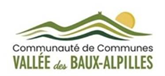 Communauté de Communes
VALLÉE des BAUX-ALPILLES